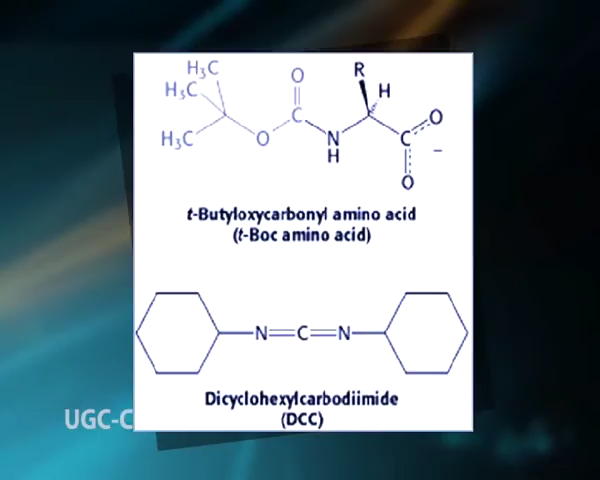 H₃C
H₃C
H₃C
O
O
C
N
H
R
H
C
O
–
O
t-Butyloxycarbonyl amino acid
(t-Boc amino acid)
N=C=N
Dicyclohexylcarbodiimide
(DCC)
UGC-C